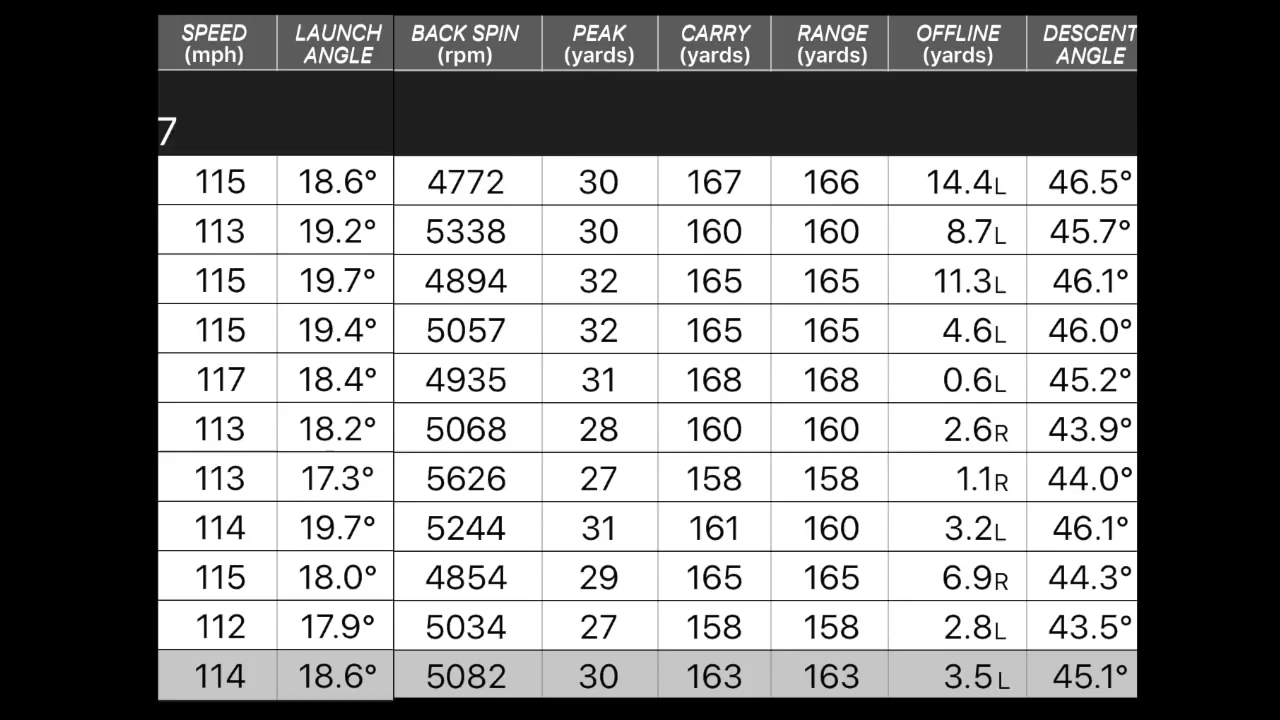 SPEED (mph) LAUNCH ANGLE BACK SPIN (rpm) PEAK (yards) CARRY (yards) RANGE (yards) OFFLINE (yards) DESCENT ANGLE
7
115 18.6° 4772 30 167 166 14.4L 46.5°
113 19.2° 5338 30 160 160 8.7L 45.7°
115 19.7° 4894 32 165 165 11.3L 46.1°
115 19.4° 5057 32 165 165 4.6L 46.0°
117 18.4° 4935 31 168 168 0.6L 45.2°
113 18.2° 5068 28 160 160 2.6R 43.9°
113 17.3° 5626 27 158 158 1.1R 44.0°
114 19.7° 5244 31 161 160 3.2L 46.1°
115 18.0° 4854 29 165 165 6.9R 44.3°
112 17.9° 5034 27 158 158 2.8L 43.5°
114 18.6° 5082 30 163 163 3.5L 45.1°